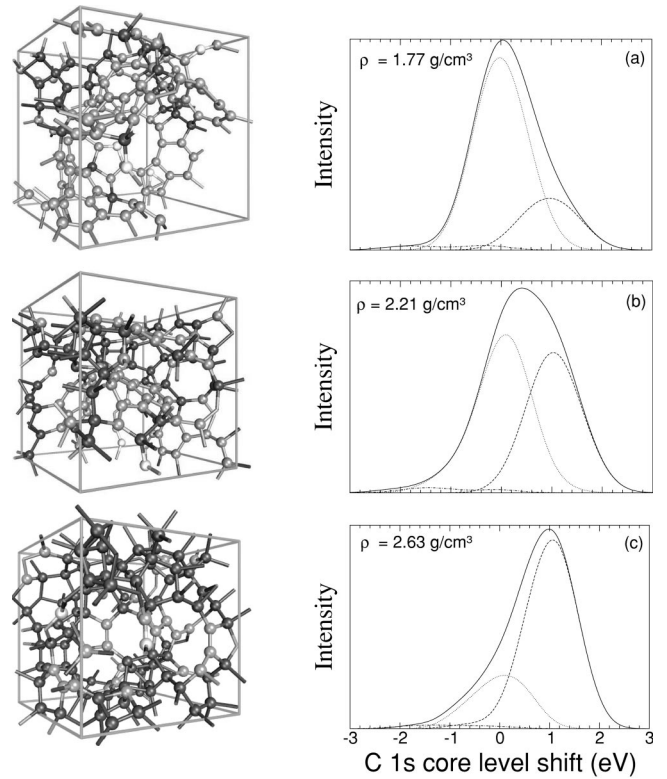 ρ = 1.77 g/cm³ (a)
Intensity
ρ = 2.21 g/cm³ (b)
Intensity
ρ = 2.63 g/cm³ (c)
Intensity
-3 -2 -1 0 1 2 3
C 1s core level shift (eV)